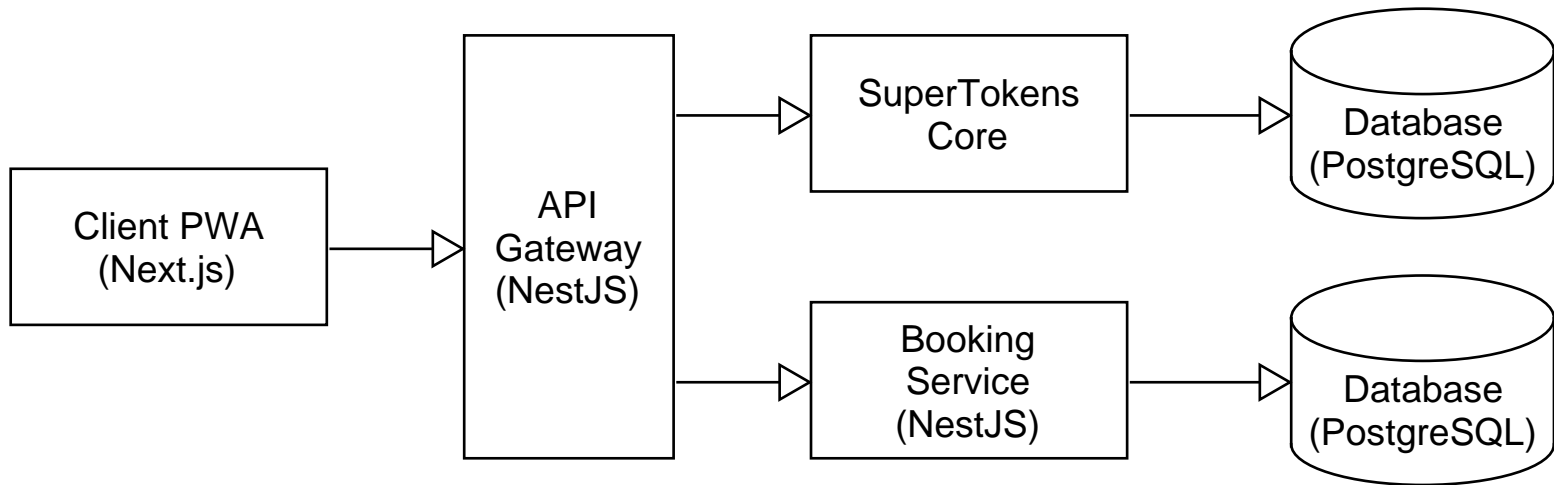 Client PWA
(Next.js)
API
Gateway
(NestJS)
SuperTokens
Core
Database
(PostgreSQL)
Booking
Service
(NestJS)
Database
(PostgreSQL)